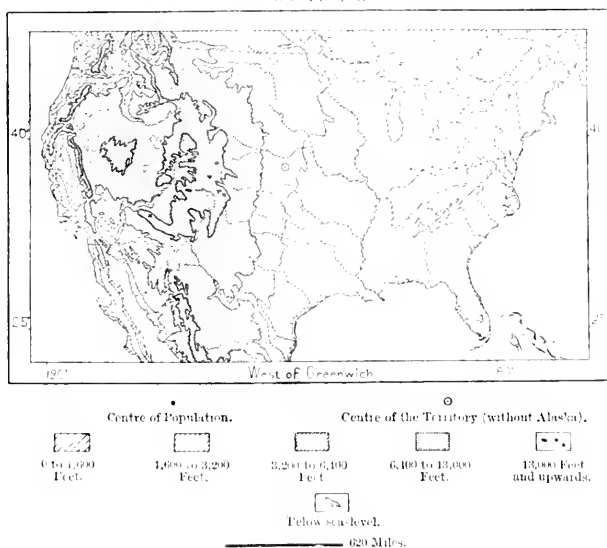 40°
25°
West of Greenwich
Centre of Population.
Centre of the Territory (without Alaska).
0 to 1,600 Feet.
1,600 to 3,200 Feet.
3,200 to 6,400 Feet
6,400 to 13,000 Feet.
13,000 Feet and upwards.
Below sea-level.
620 Miles.